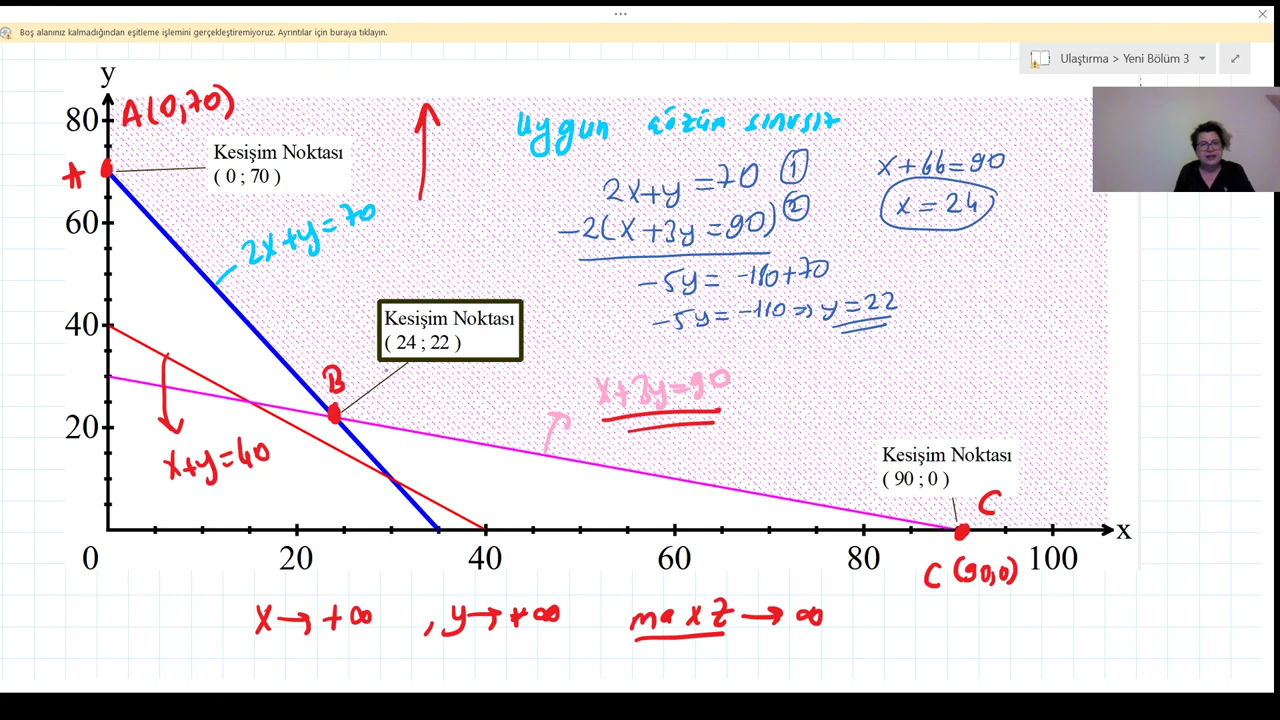 Boş alanınız kalmadığından eşitleme işlemini gerçekleştiremiyoruz. Ayrıntılar için buraya tıklayın.
Ulaştırma > Yeni Bölüm 3
y
80
A(0,70)
Uygun çözüm sınırsız
Kesişim Noktası
( 0 ; 70 )
A
2x+y=70 ①
x+66=90
x=24
60
2x+y=70
-2(x+3y=90) ②
-5y= -180+70
-5y= -110 ⇒ y=22
40
Kesişim Noktası
( 24 ; 22 )
B
x+3y=90
20
x+y=40
Kesişim Noktası
( 90 ; 0 )
C
x
0 20 40 60 80 100
C (90,0)
x→+∞ , y→+∞ max z → ∞